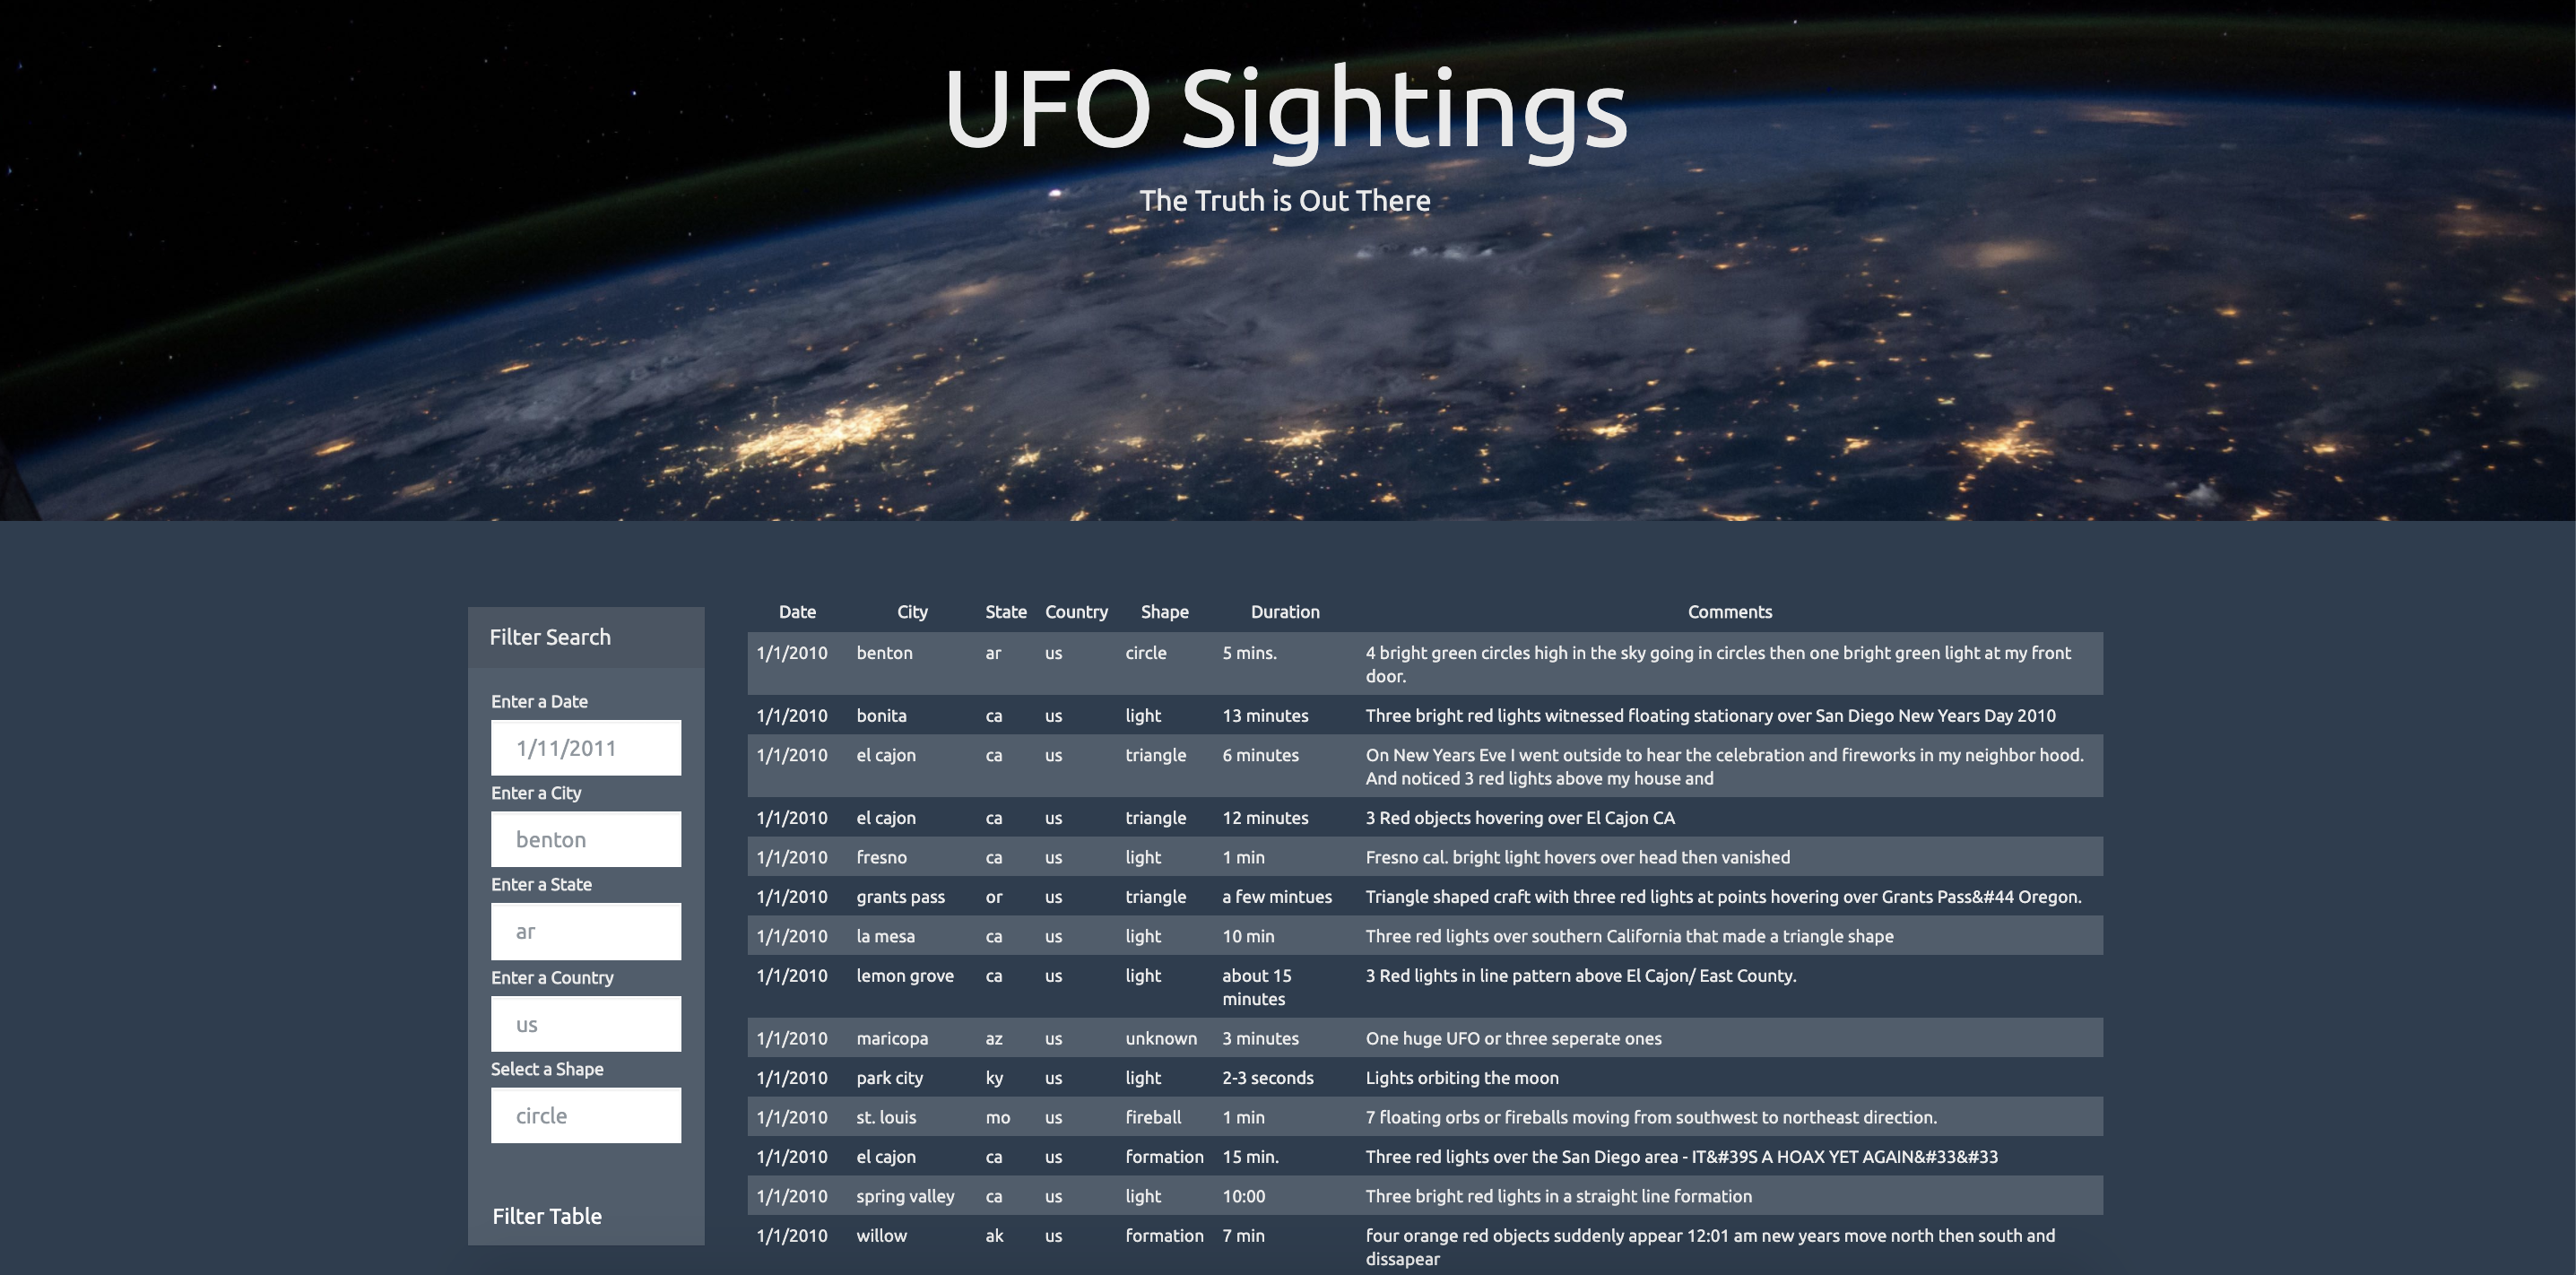 UFO Sightings
The Truth is Out There
Filter Search
Enter a Date
1/11/2011
Enter a City
benton
Enter a State
ar
Enter a Country
us
Select a Shape
circle
Filter Table
Date City State Country Shape Duration Comments
1/1/2010 benton ar us circle 5 mins. 4 bright green circles high in the sky going in circles then one bright green light at my front
door.
1/1/2010 bonita ca us light 13 minutes Three bright red lights witnessed floating stationary over San Diego New Years Day 2010
1/1/2010 el cajon ca us triangle 6 minutes On New Years Eve I went outside to hear the celebration and fireworks in my neighbor hood.
And noticed 3 red lights above my house and
1/1/2010 el cajon ca us triangle 12 minutes 3 Red objects hovering over El Cajon CA
1/1/2010 fresno ca us light 1 min Fresno cal. bright light hovers over head then vanished
1/1/2010 grants pass or us triangle a few mintues Triangle shaped craft with three red lights at points hovering over Grants Pass&#44 Oregon.
1/1/2010 la mesa ca us light 10 min Three red lights over southern California that made a triangle shape
1/1/2010 lemon grove ca us light about 15 3 Red lights in line pattern above El Cajon/ East County.
minutes
1/1/2010 maricopa az us unknown 3 minutes One huge UFO or three seperate ones
1/1/2010 park city ky us light 2-3 seconds Lights orbiting the moon
1/1/2010 st. louis mo us fireball 1 min 7 floating orbs or fireballs moving from southwest to northeast direction.
1/1/2010 el cajon ca us formation 15 min. Three red lights over the San Diego area - IT&#39S A HOAX YET AGAIN&#33&#33
1/1/2010 spring valley ca us light 10:00 Three bright red lights in a straight line formation
1/1/2010 willow ak us formation 7 min four orange red objects suddenly appear 12:01 am new years move north then south and
dissapear